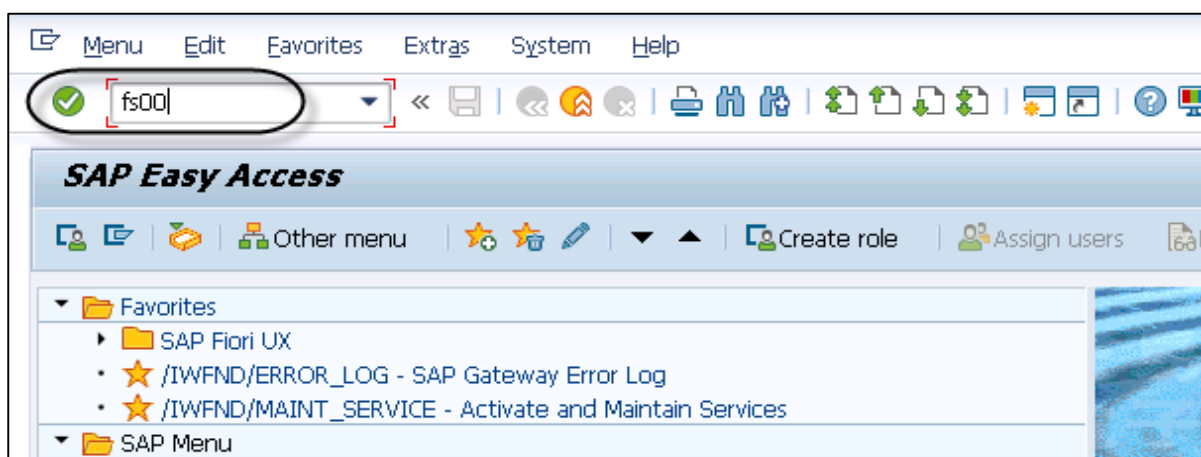 Menu Edit Favorites Extras System Help
fs00
SAP Easy Access
Other menu Create role Assign users
Favorites
SAP Fiori UX
/IWFND/ERROR_LOG - SAP Gateway Error Log
/IWFND/MAINT_SERVICE - Activate and Maintain Services
SAP Menu